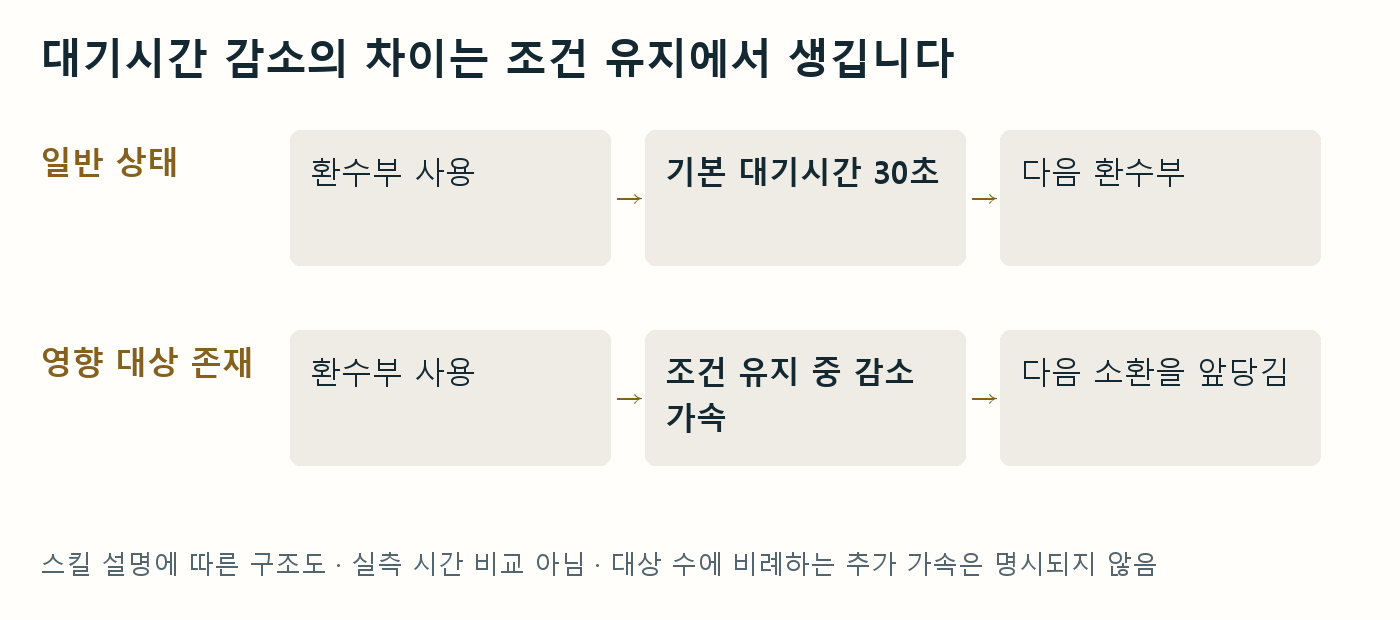 대기시간 감소의 차이는 조건 유지에서 생깁니다
일반 상태
환수부 사용
→
기본 대기시간 30초
→
다음 환수부
영향 대상 존재
환수부 사용
→
조건 유지 중 감소
가속
→
다음 소환을 앞당김
스킬 설명에 따른 구조도 · 실측 시간 비교 아님 · 대상 수에 비례하는 추가 가속은 명시되지 않음